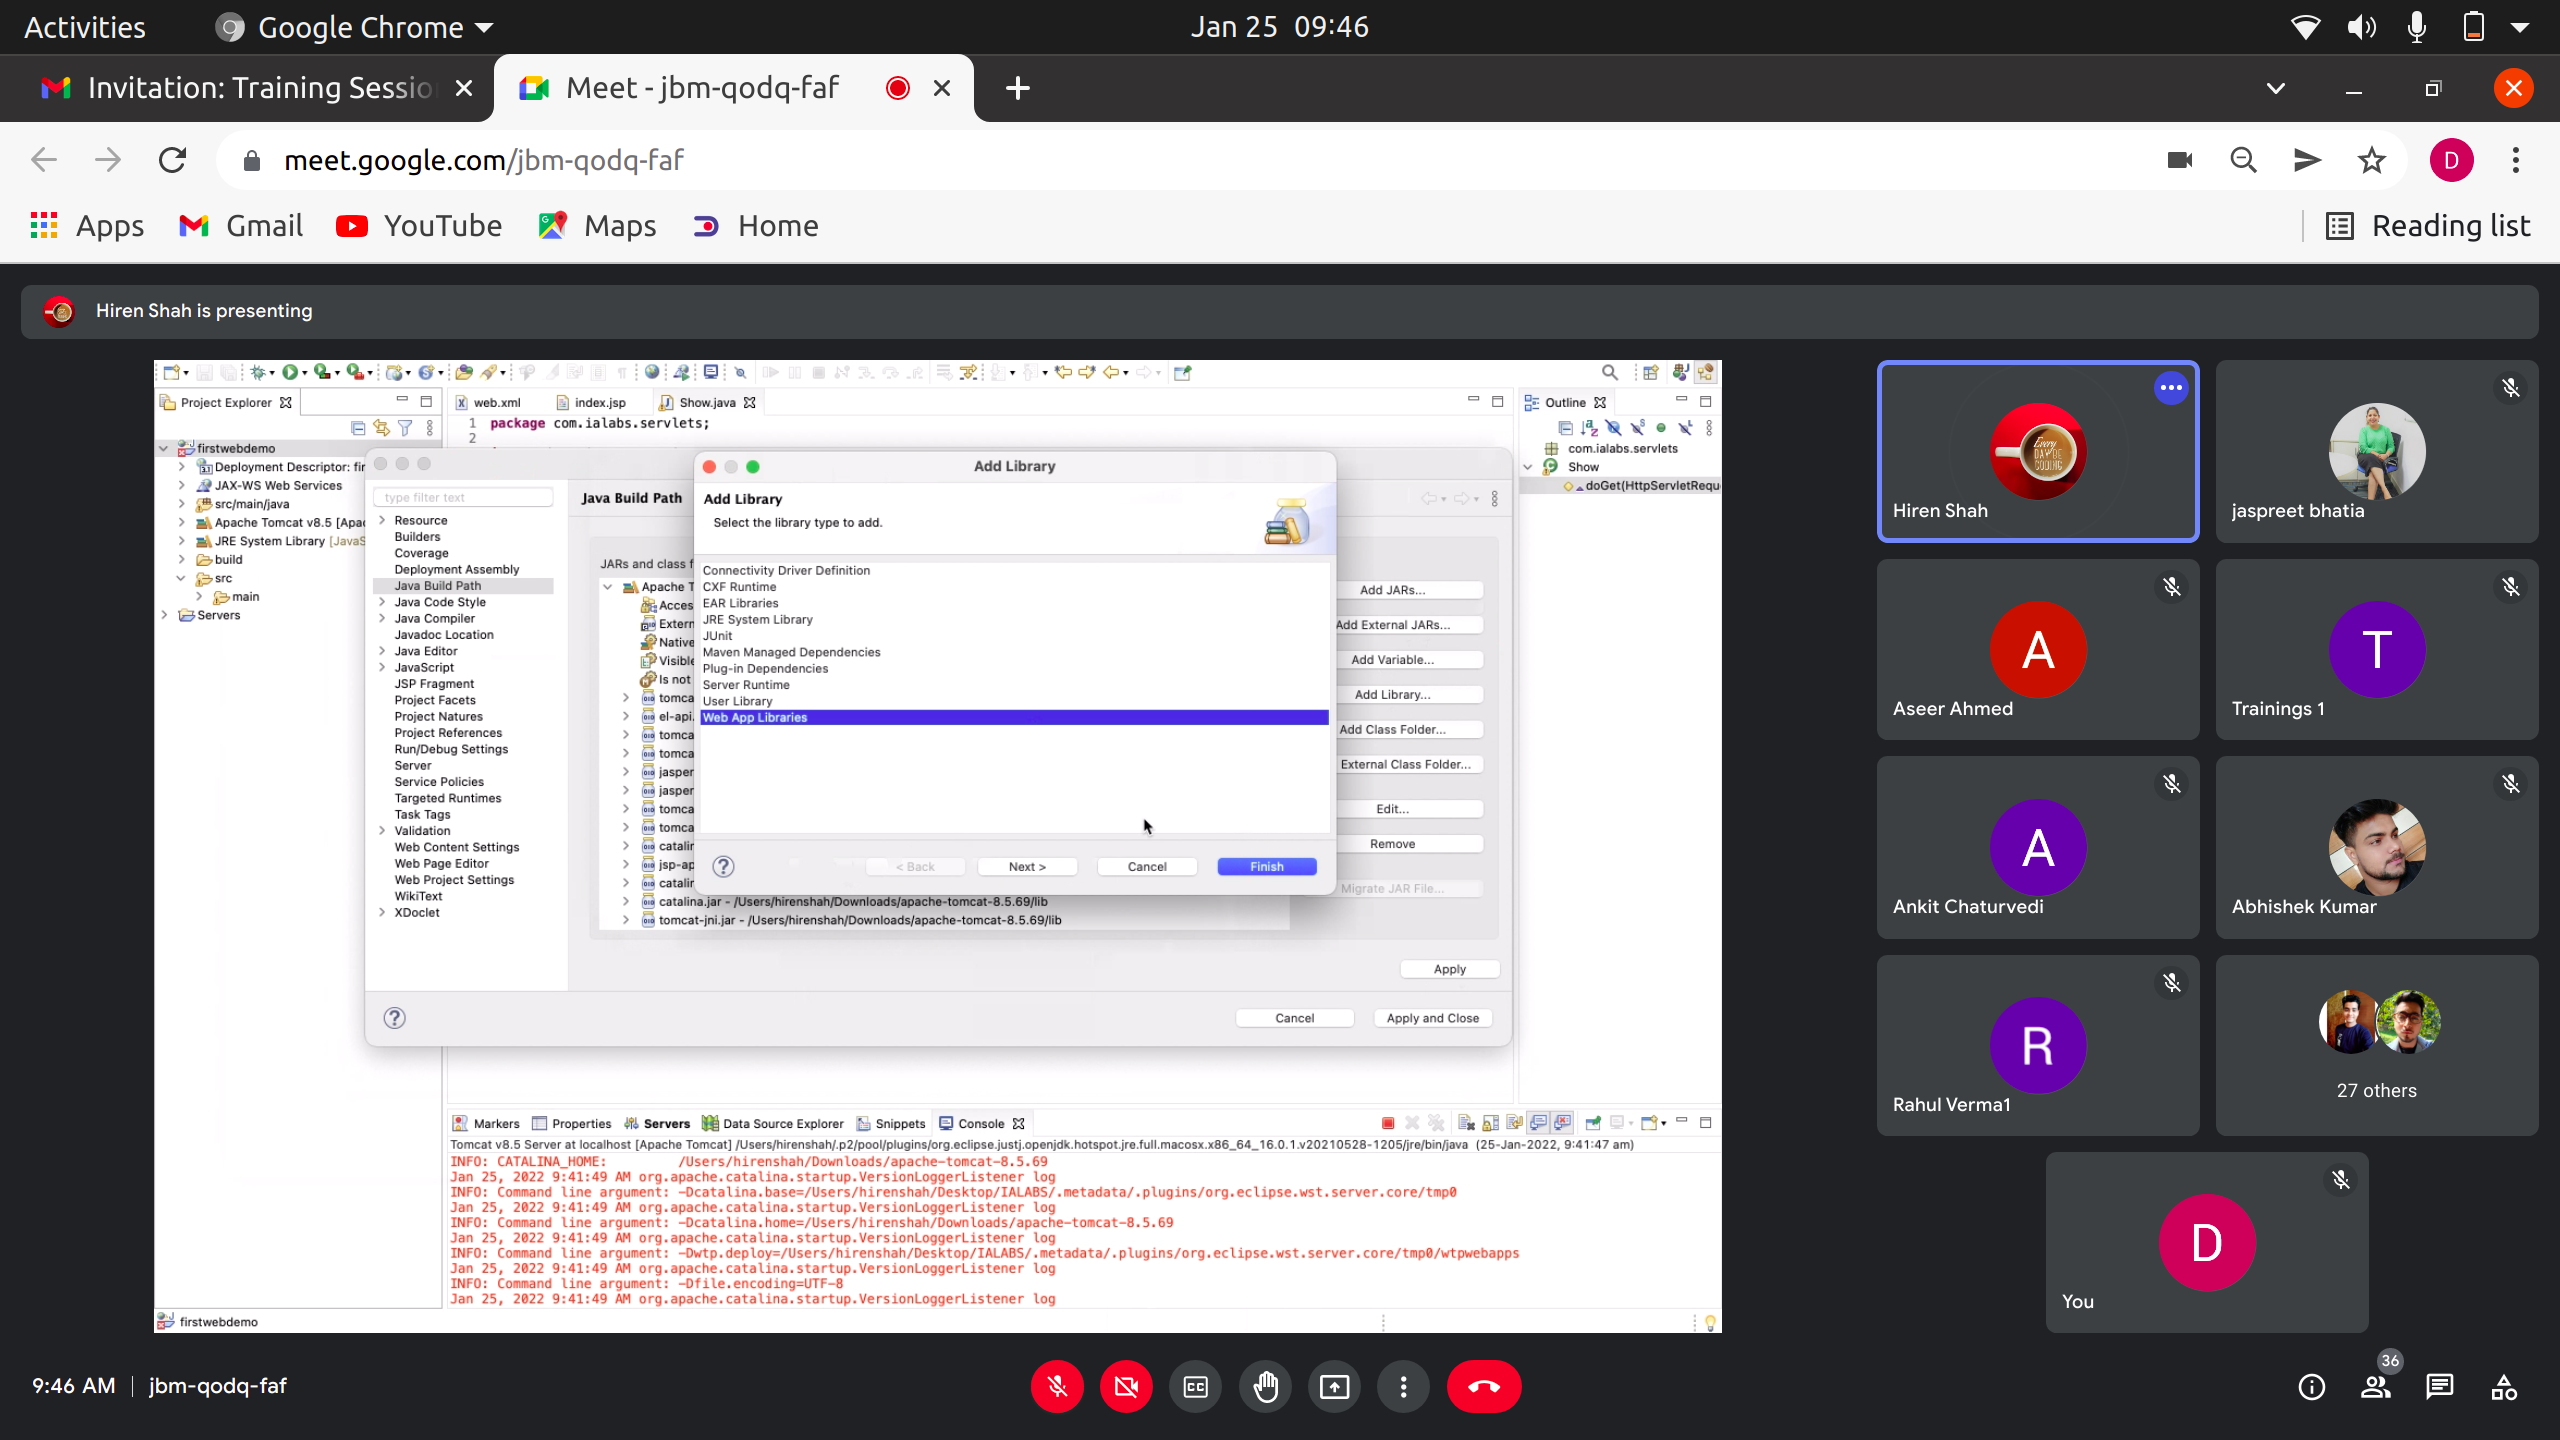 Activities
Google Chrome
Jan 25 09:46
Invitation: Training Sessio
Meet - jbm-qodq-faf
meet.google.com/jbm-qodq-faf
D
Apps
Gmail
YouTube
Maps
Home
Reading list
Hiren Shah is presenting
Project Explorer
web.xml
index.jsp
Show.java
Outline
1 package com.ialabs.servlets;
2
firstwebdemo
Deployment Descriptor: fir
JAX-WS Web Services
src/main/java
Apache Tomcat v8.5 [Apac
JRE System Library [JavaS
build
src
main
Servers
com.ialabs.servlets
Show
doGet(HttpServletRequ
type filter text
Resource
Builders
Coverage
Deployment Assembly
Java Build Path
Java Code Style
Java Compiler
Javadoc Location
Java Editor
JavaScript
JSP Fragment
Project Facets
Project Natures
Project References
Run/Debug Settings
Server
Service Policies
Targeted Runtimes
Task Tags
Validation
Web Content Settings
Web Page Editor
Web Project Settings
WikiText
XDoclet
Java Build Path
JARs and class f
Apache T
Acces
Extern
Native
Visible
Is not
tomca
el-api.
tomca
tomca
jasper
jasper
tomca
tomca
catalin
jsp-ap
catalin
catalina.jar - /Users/hirenshah/Downloads/apache-tomcat-8.5.69/lib
tomcat-jni.jar - /Users/hirenshah/Downloads/apache-tomcat-8.5.69/lib
Add Library
Add Library
Select the library type to add.
Connectivity Driver Definition
CXF Runtime
EAR Libraries
JRE System Library
JUnit
Maven Managed Dependencies
Plug-in Dependencies
Server Runtime
User Library
Web App Libraries
< Back
Next >
Cancel
Finish
Add JARs...
Add External JARs...
Add Variable...
Add Library...
Add Class Folder...
External Class Folder...
Edit...
Remove
Migrate JAR File...
Apply
Cancel
Apply and Close
Markers
Properties
Servers
Data Source Explorer
Snippets
Console
Tomcat v8.5 Server at localhost [Apache Tomcat] /Users/hirenshah/.p2/pool/plugins/org.eclipse.justj.openjdk.hotspot.jre.full.macosx.x86_64_16.0.1.v20210528-1205/jre/bin/java (25-Jan-2022, 9:41:47 am)
INFO: CATALINA_HOME: /Users/hirenshah/Downloads/apache-tomcat-8.5.69
Jan 25, 2022 9:41:49 AM org.apache.catalina.startup.VersionLoggerListener log
INFO: Command line argument: -Dcatalina.base=/Users/hirenshah/Desktop/IALABS/.metadata/.plugins/org.eclipse.wst.server.core/tmp0
Jan 25, 2022 9:41:49 AM org.apache.catalina.startup.VersionLoggerListener log
INFO: Command line argument: -Dcatalina.home=/Users/hirenshah/Downloads/apache-tomcat-8.5.69
Jan 25, 2022 9:41:49 AM org.apache.catalina.startup.VersionLoggerListener log
INFO: Command line argument: -Dwtp.deploy=/Users/hirenshah/Desktop/IALABS/.metadata/.plugins/org.eclipse.wst.server.core/tmp0/wtpwebapps
Jan 25, 2022 9:41:49 AM org.apache.catalina.startup.VersionLoggerListener log
INFO: Command line argument: -Dfile.encoding=UTF-8
Jan 25, 2022 9:41:49 AM org.apache.catalina.startup.VersionLoggerListener log
firstwebdemo
Every
DAY BE
CODING
Hiren Shah
jaspreet bhatia
A
Aseer Ahmed
T
Trainings 1
A
Ankit Chaturvedi
Abhishek Kumar
R
Rahul Verma1
27 others
D
You
9:46 AM | jbm-qodq-faf
CC
36